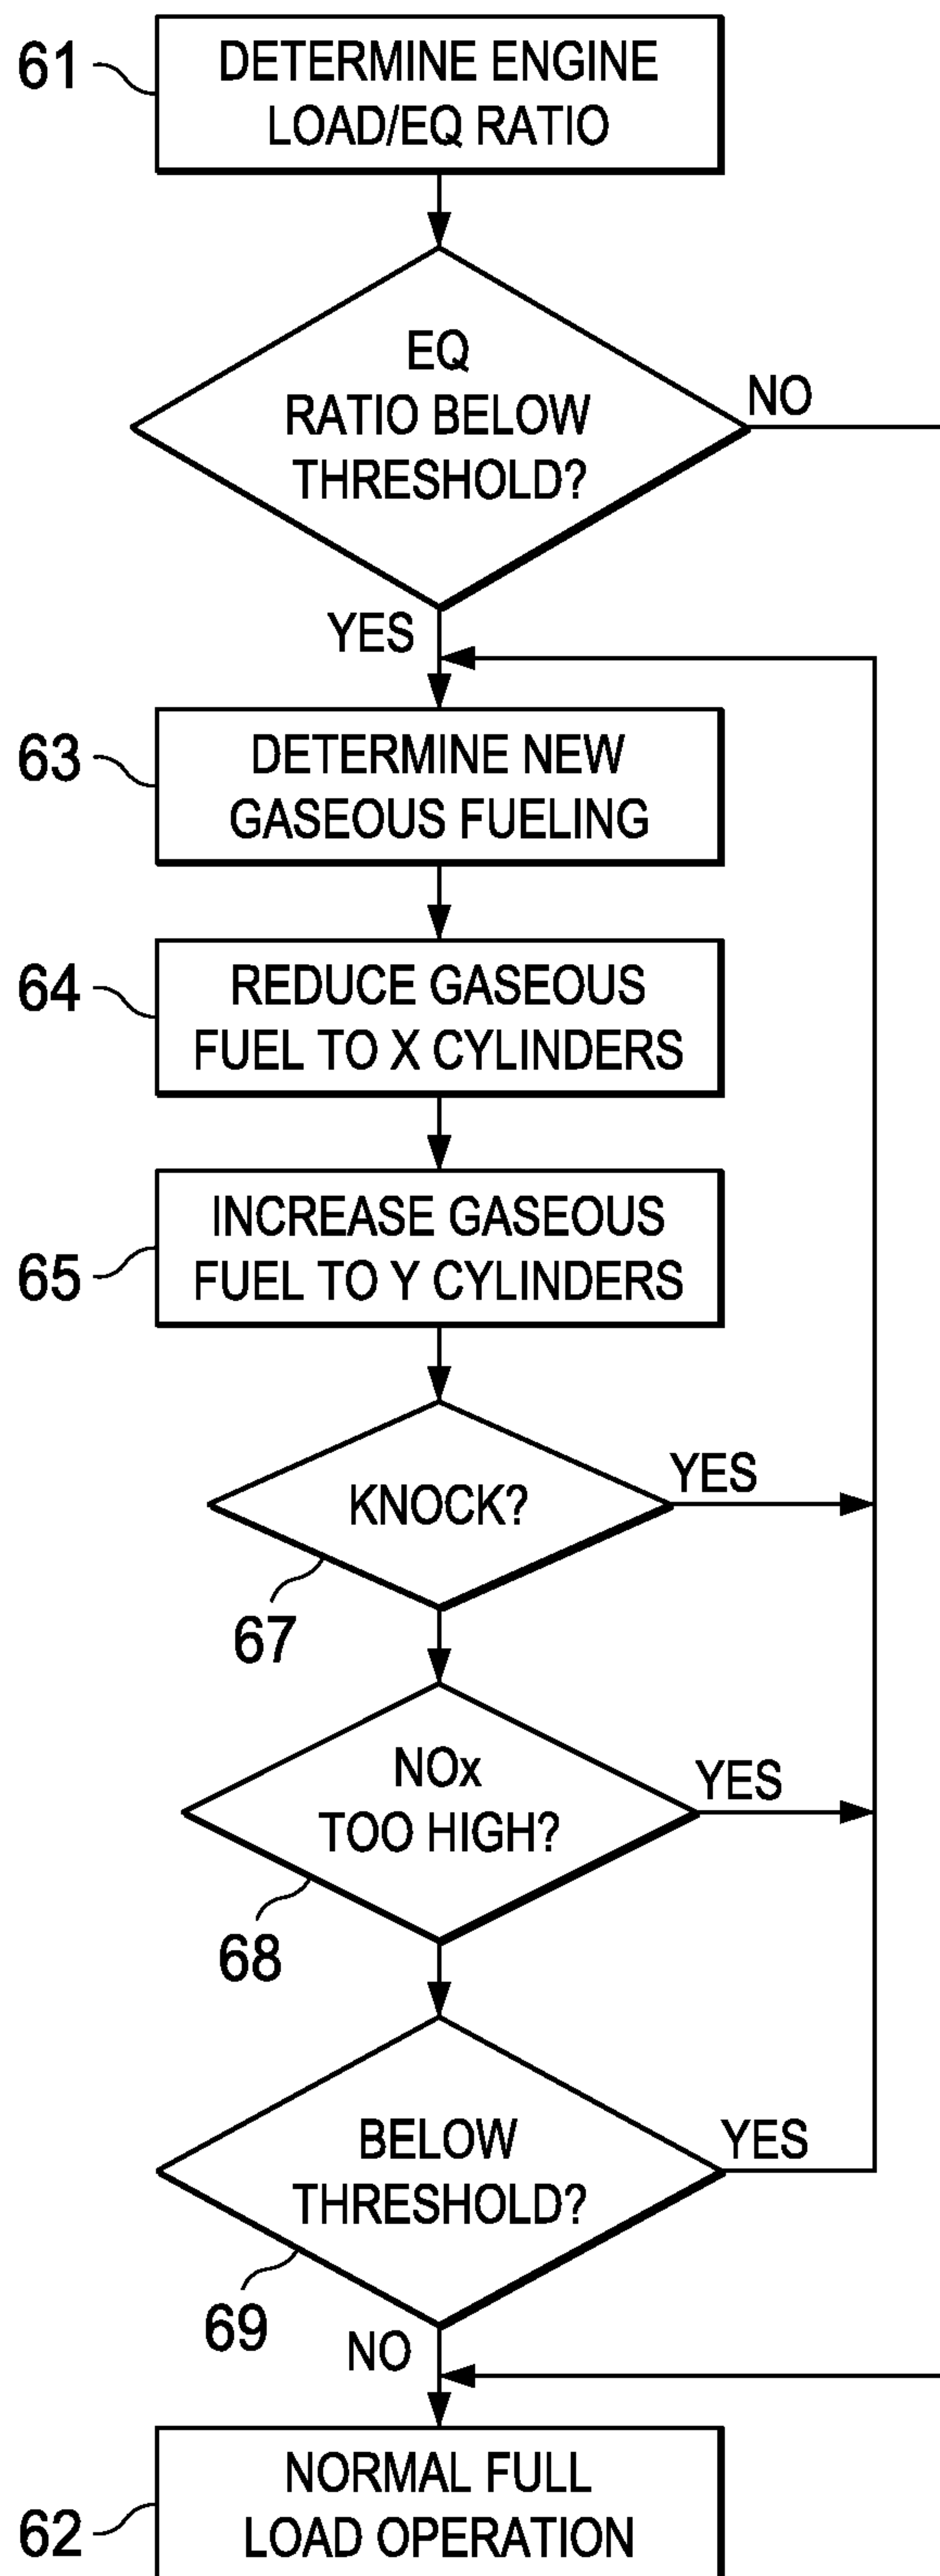 61
DETERMINE ENGINE
LOAD/EQ RATIO
EQ
RATIO BELOW
THRESHOLD?
NO
YES
63
DETERMINE NEW
GASEOUS FUELING
64
REDUCE GASEOUS
FUEL TO X CYLINDERS
65
INCREASE GASEOUS
FUEL TO Y CYLINDERS
KNOCK?
YES
67
NOx
TOO HIGH?
YES
68
BELOW
THRESHOLD?
YES
69
NO
62
NORMAL FULL
LOAD OPERATION